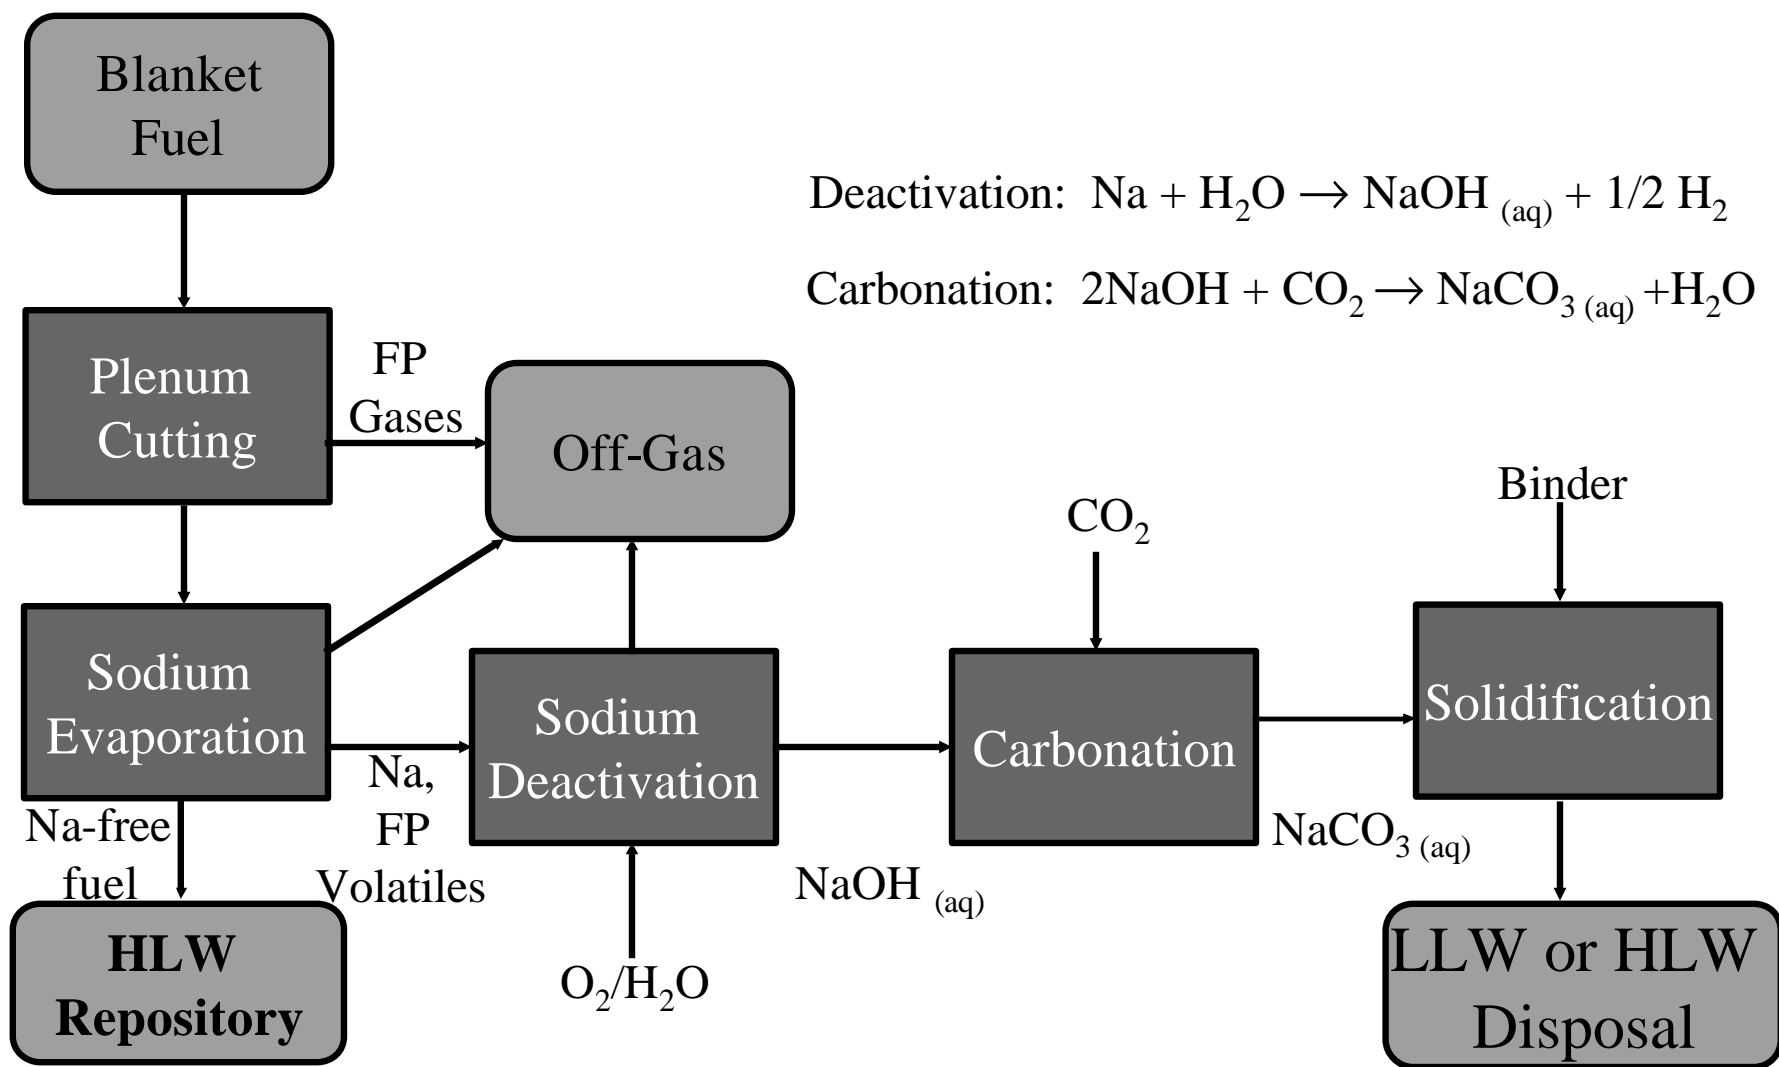 Blanket
Fuel
Deactivation: Na + H₂O → NaOH (aq) + 1/2 H₂
Carbonation: 2NaOH + CO₂ → NaCO₃ (aq) +H₂O
Plenum
Cutting
FP
Gases
Off-Gas
CO₂
Binder
Sodium
Evaporation
Sodium
Deactivation
Carbonation
Solidification
Na-free
fuel
Na,
FP
Volatiles
NaOH (aq)
NaCO₃ (aq)
HLW
Repository
O₂/H₂O
LLW or HLW
Disposal